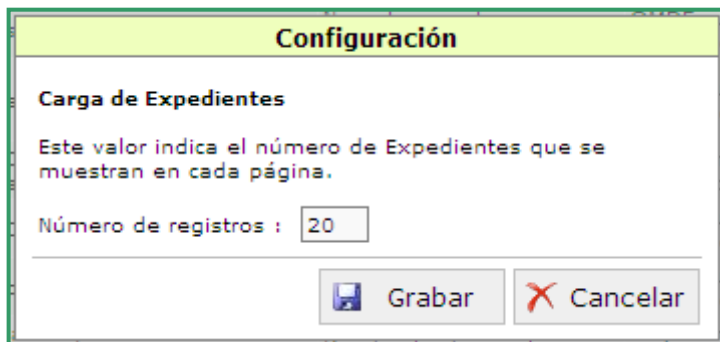 Configuración
Carga de Expedientes
Este valor indica el número de Expedientes que se
muestran en cada página.
Número de registros : 20
Grabar Cancelar